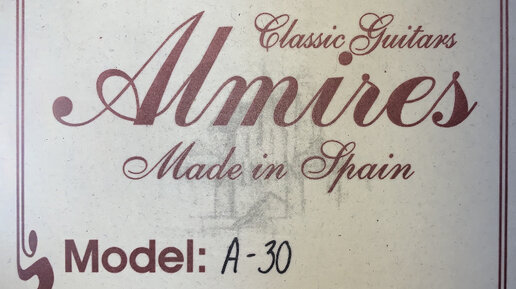 Classic Guitars
Almires
Made in Spain
Model: A-30